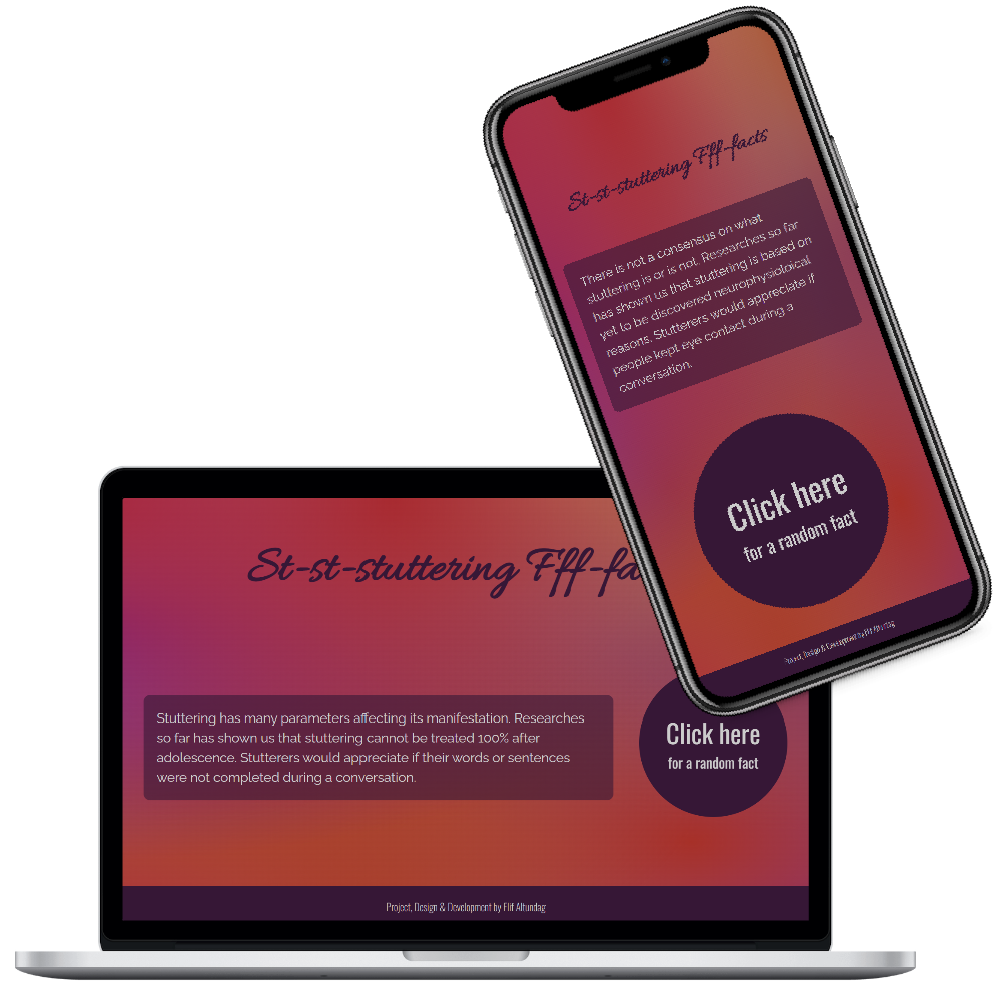 St-st-stuttering Fff-facts
There is not a consensus on what
stuttering is or is not. Researches so far
has shown us that stuttering is based on
yet to be discovered neurophysiololcal
reasons. Stutterers would appreciate if
people kept eye contact during a
conversation.
Click here
for a random fact
Project, Design & Development by Elif Altundag
St-st-stuttering Fff-fa
Stuttering has many parameters affecting its manifestation. Researches
so far has shown us that stuttering cannot be treated 100% after
adolescence. Stutterers would appreciate if their words or sentences
were not completed during a conversation.
Click here
for a random fact
Project, Design & Development by Elif Altundag